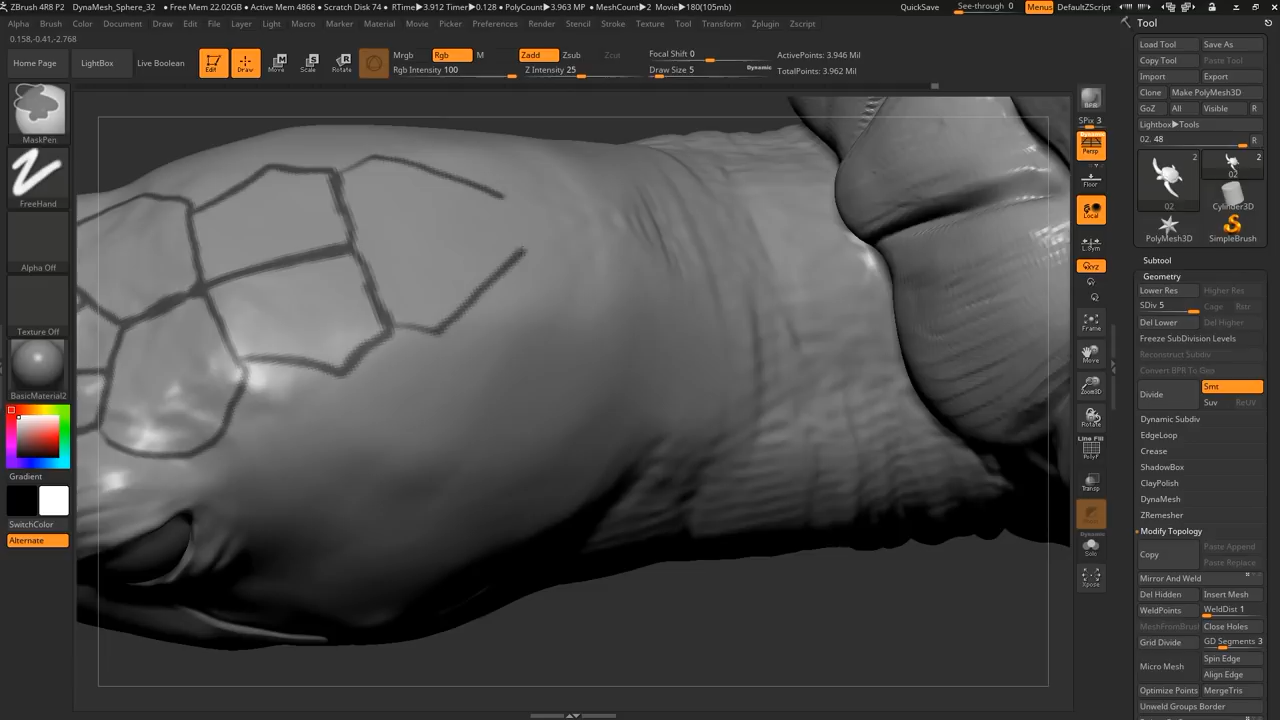 ZBrush 4R8 P2 DynaMesh_Sphere_32 • Free Mem 22.02GB • Active Mem 4868 • Scratch Disk 74 • RTime▶3.912 Timer▶0.128 • PolyCount▶3.963 MP • MeshCount▶2 Movie▶180(105mb) QuickSave See-through 0 Menus DefaultZScript
Alpha Brush Color Document Draw Edit File Layer Light Macro Marker Material Movie Picker Preferences Render Stencil Stroke Texture Tool Transform Zplugin Zscript
0.158,-0.41,-2.768
Home Page LightBox Live Boolean Edit Draw Move Scale Rotate
Mrgb Rgb M Zadd Zsub Zcut Focal Shift 0 ActivePoints: 3.946 Mil
Rgb Intensity 100 Z Intensity 25 Draw Size 5 Dynamic TotalPoints: 3.962 Mil
MaskPen
FreeHand
Alpha Off
Texture Off
BasicMaterial2
Gradient
SwitchColor
Alternate
BPR
SPix 3
Dynamic
Persp
Floor
Local
L.Sym
XYZ
Frame
Move
Zoom3D
Rotate
Line Fill
PolyF
Transp
Dynamic
Solo
Xpose
Tool
Load Tool Save As
Copy Tool Paste Tool
Import Export
Clone Make PolyMesh3D
GoZ All Visible R
Lightbox▶Tools
02. 48 R
2 2
02
02 Cylinder3D
PolyMesh3D SimpleBrush
Subtool
Geometry
Lower Res Higher Res
SDiv 5 Cage Rstr
Del Lower Del Higher
Freeze SubDivision Levels
Reconstruct Subdiv
Convert BPR To Geo
Divide Smt
Suv ReUV
Dynamic Subdiv
EdgeLoop
Crease
ShadowBox
ClayPolish
DynaMesh
ZRemesher
Modify Topology
Copy Paste Append
Paste Replace
Mirror And Weld
Del Hidden Insert Mesh
WeldPoints WeldDist 1
MeshFromBrush Close Holes
Grid Divide GD Segments 3
Micro Mesh Spin Edge
Align Edge
Optimize Points MergeTris
Unweld Groups Border